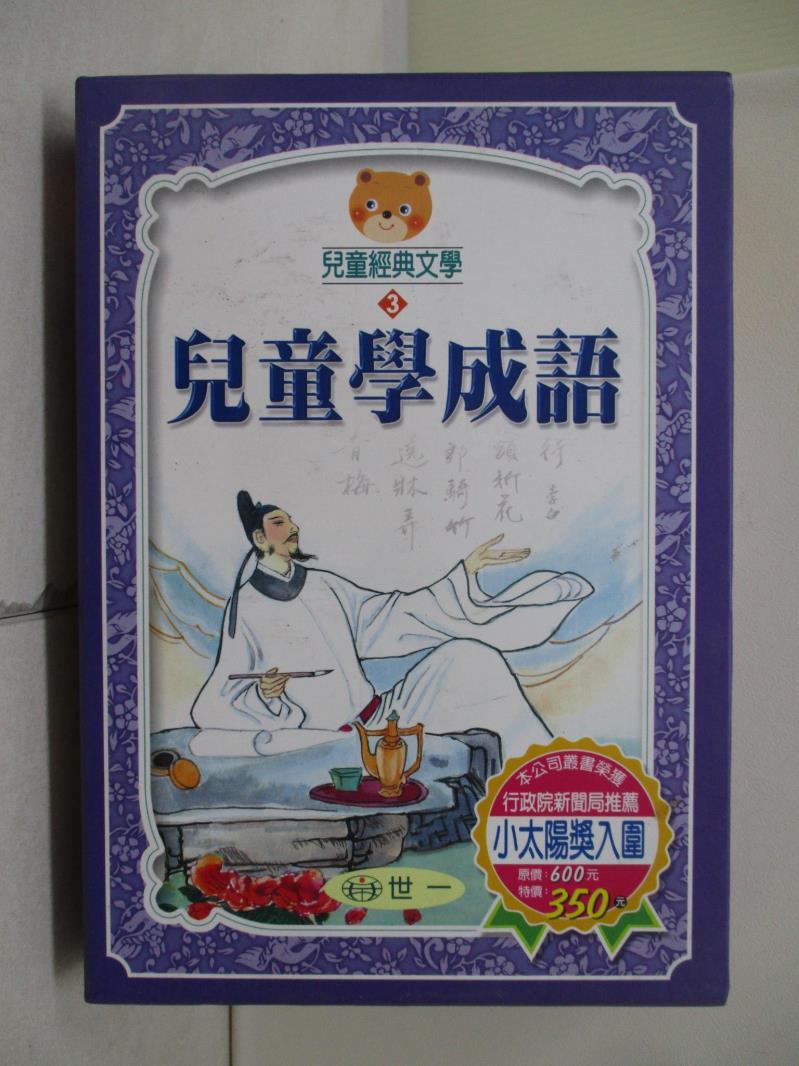 兒童經典文學
3
兒童學成語
行 李白
額 折花
郎騎竹
遶牀弄
青梅
世一
本公司叢書榮獲
行政院新聞局推薦
小太陽獎入圍
原價：600元
特價：350元